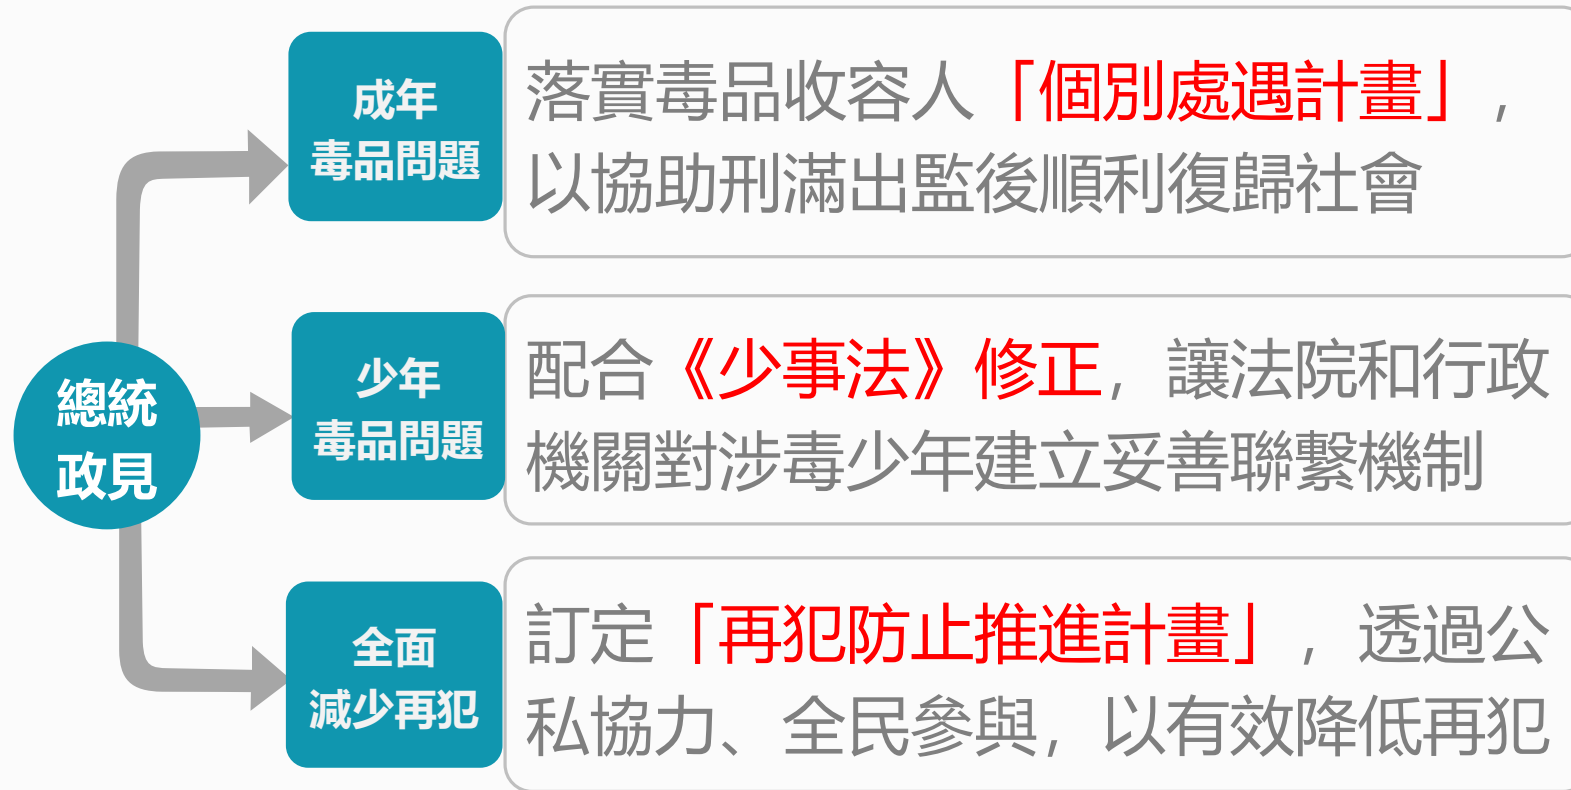 總統
政見
成年
毒品問題
落實毒品收容人「個別處遇計畫」,
以協助刑滿出監後順利復歸社會
少年
毒品問題
配合《少事法》修正, 讓法院和行政
機關對涉毒少年建立妥善聯繫機制
全面
減少再犯
訂定「再犯防止推進計畫」, 透過公
私協力、全民參與, 以有效降低再犯